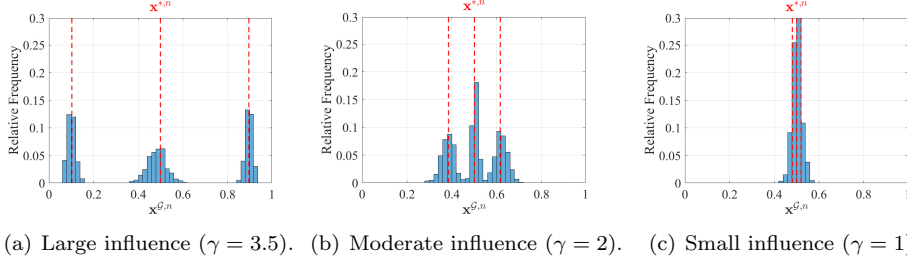 x*,n x*,n x*,n
0.3 0.3 0.3
0.25 0.25 0.25
0.2 0.2 0.2
0.15 0.15 0.15
0.1 0.1 0.1
0.05 0.05 0.05
0 0 0
Relative Frequency Relative Frequency Relative Frequency
0 0.2 0.4 0.6 0.8 1 0 0.2 0.4 0.6 0.8 1 0 0.2 0.4 0.6 0.8 1
x𝒢,n x𝒢,n x𝒢,n
(a) Large influence (γ = 3.5). (b) Moderate influence (γ = 2). (c) Small influence (γ = 1)